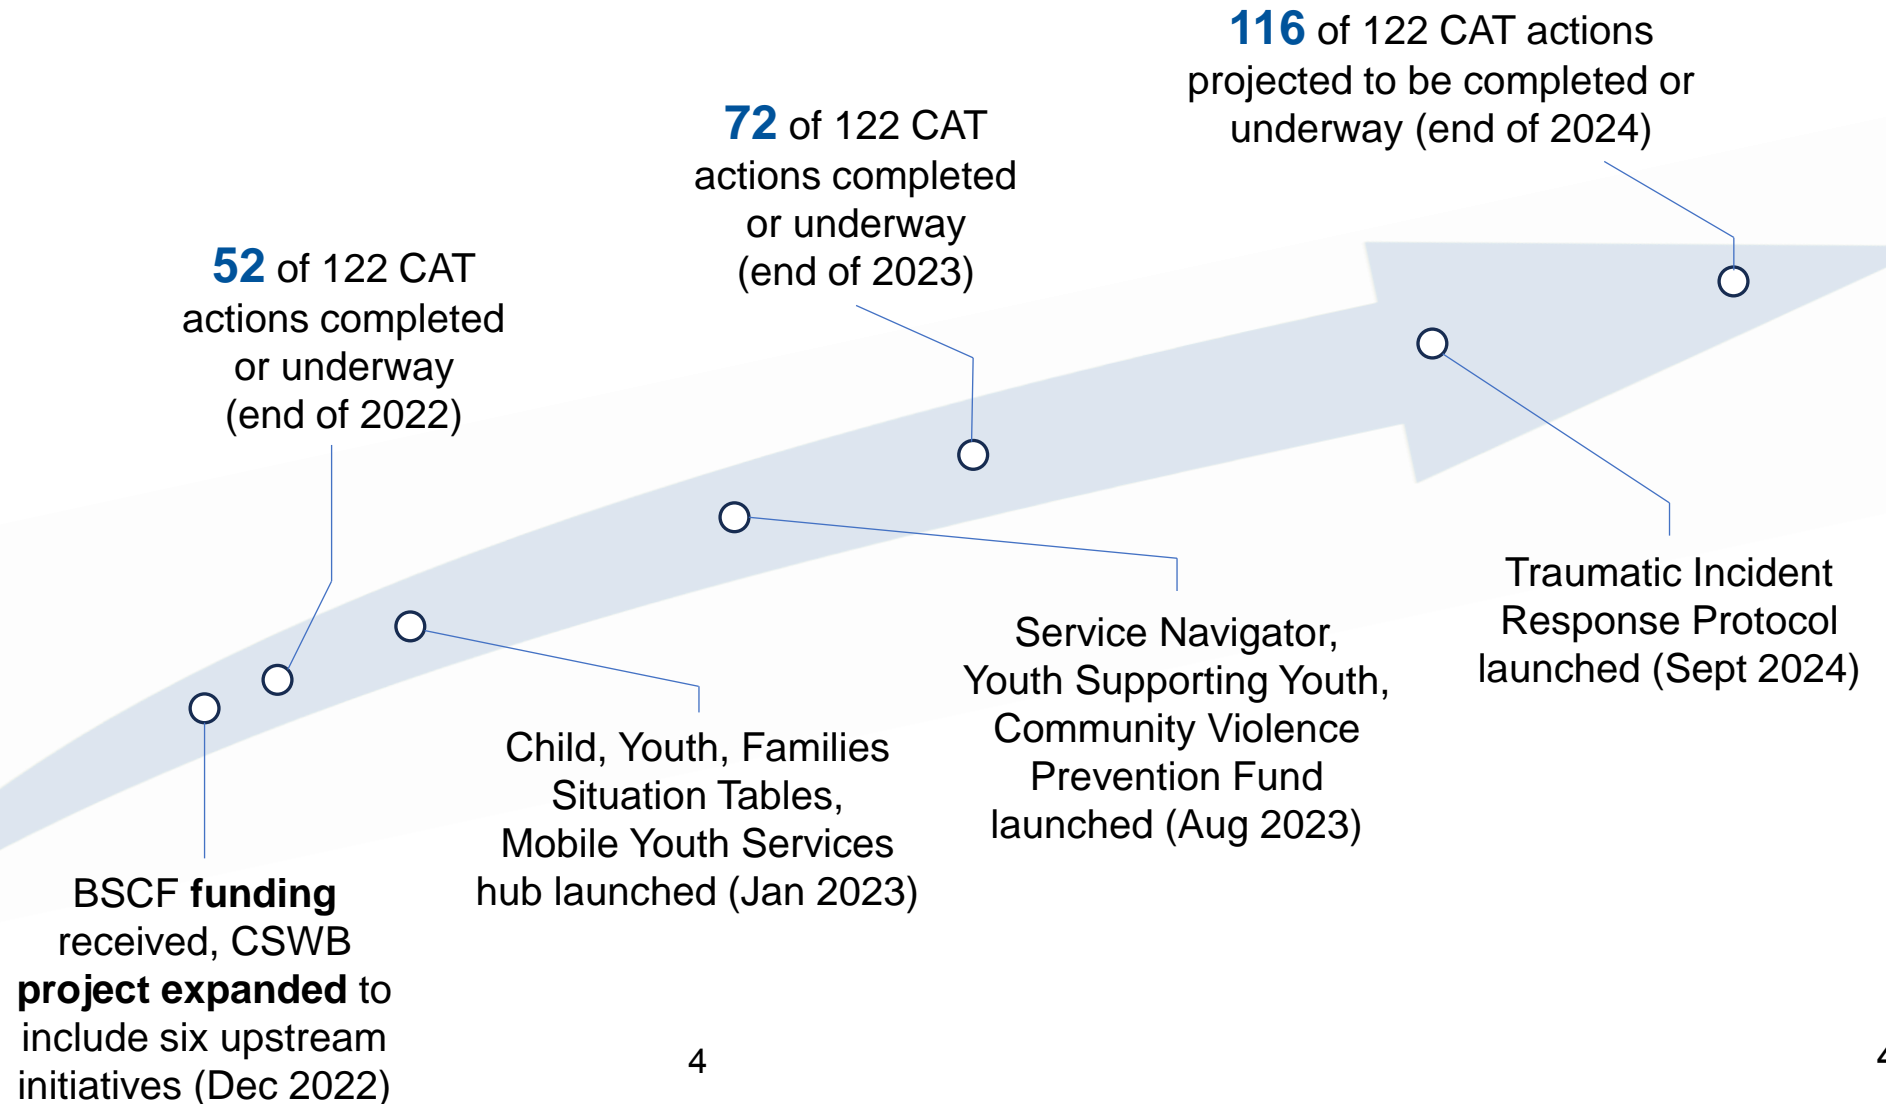 116 of 122 CAT actions
projected to be completed or
underway (end of 2024)
72 of 122 CAT
actions completed
or underway
(end of 2023)
52 of 122 CAT
actions completed
or underway
(end of 2022)
Traumatic Incident
Response Protocol
launched (Sept 2024)
Service Navigator,
Youth Supporting Youth,
Community Violence
Prevention Fund
launched (Aug 2023)
Child, Youth, Families
Situation Tables,
Mobile Youth Services
hub launched (Jan 2023)
BSCF funding
received, CSWB
project expanded to
include six upstream
initiatives (Dec 2022)
4
4